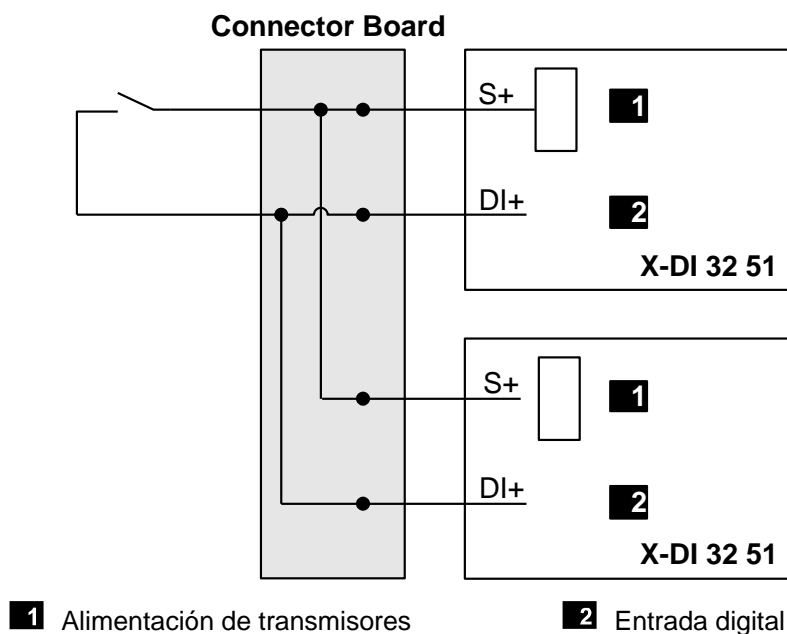 Connector Board
S+
1
DI+
2
X-DI 32 51
S+
1
DI+
2
X-DI 32 51
1 Alimentación de transmisores
2 Entrada digital